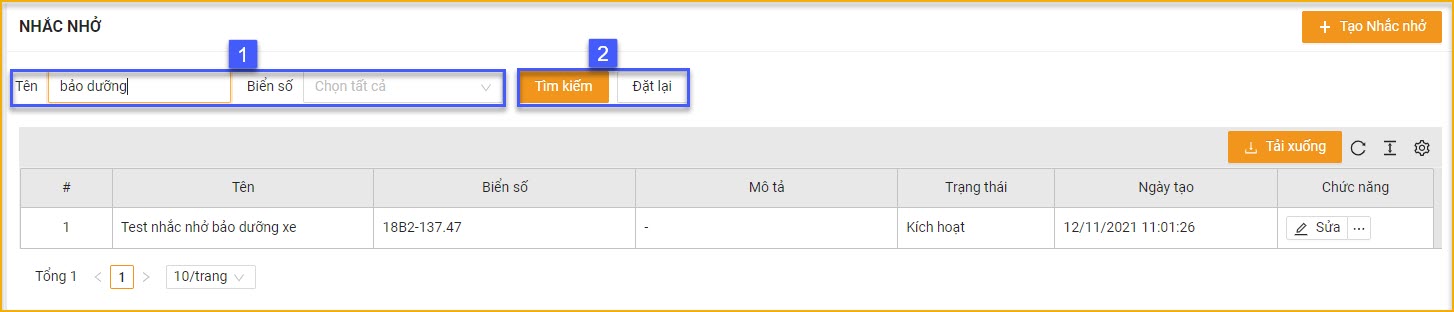 NHẮC NHỞ
+ Tạo Nhắc nhở
1
2
Tên bảo dưỡng Biển số Chọn tất cả Tìm kiếm Đặt lại
Tải xuống
# Tên Biển số Mô tả Trạng thái Ngày tạo Chức năng
1 Test nhắc nhở bảo dưỡng xe 18B2-137.47 - Kích hoạt 12/11/2021 11:01:26 Sửa ...
Tổng 1 < 1 > 10/trang